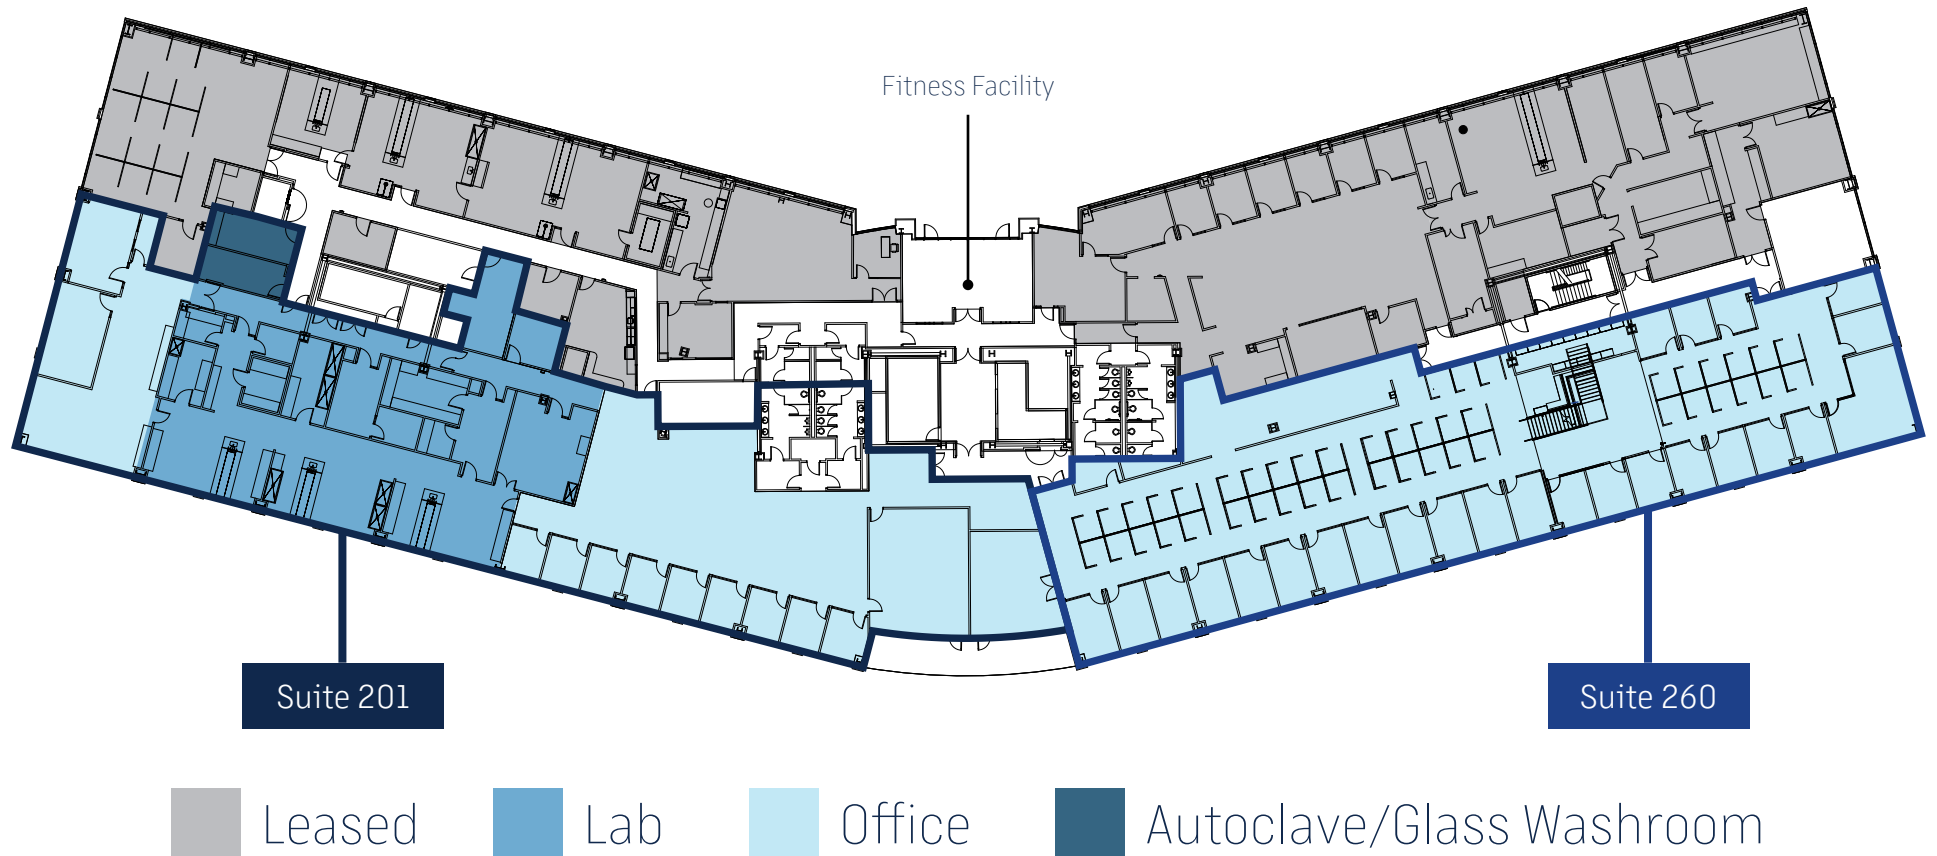 Fitness Facility
Suite 201
Suite 260
Leased
Lab
Office
Autoclave/Glass Washroom